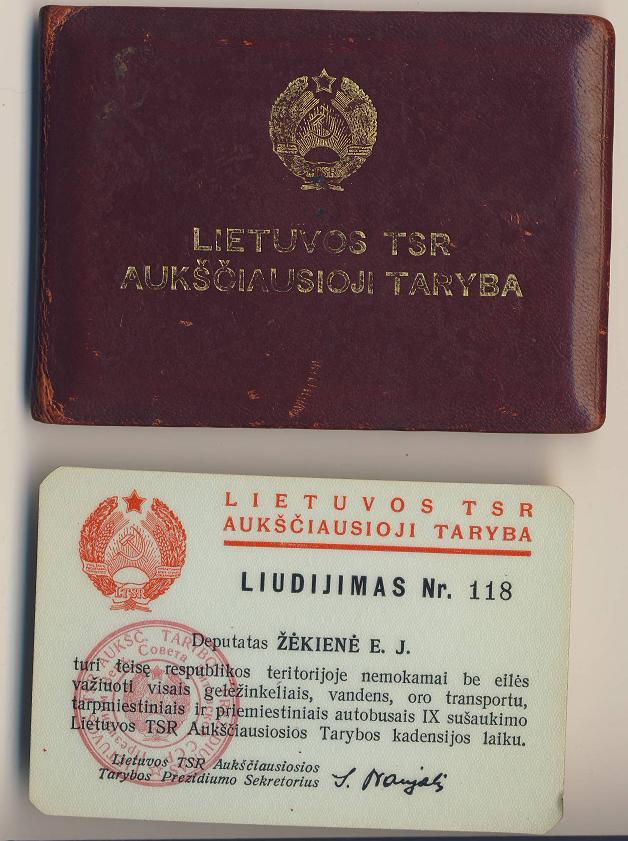 LIETUVOS TSR
AUKŠČIAUSIOJI TARYBA
LTSR
LIETUVOS TSR
AUKŠČIAUSIOJI TARYBA
LIUDIJIMAS Nr. 118
Deputatas ŽĖKIENĖ E. J.
turi teisę respublikos teritorijoje nemokamai be eilės
važiuoti visais geležinkeliais, vandens, oro transportu,
tarpmiestiniais ir priemiestiniais autobusais IX sušaukimo
Lietuvos TSR Aukščiausiosios Tarybos kadensijos laiku.
Lietuvos TSR Aukščiausiosios
Tarybos Prezidiumo Sekretorius